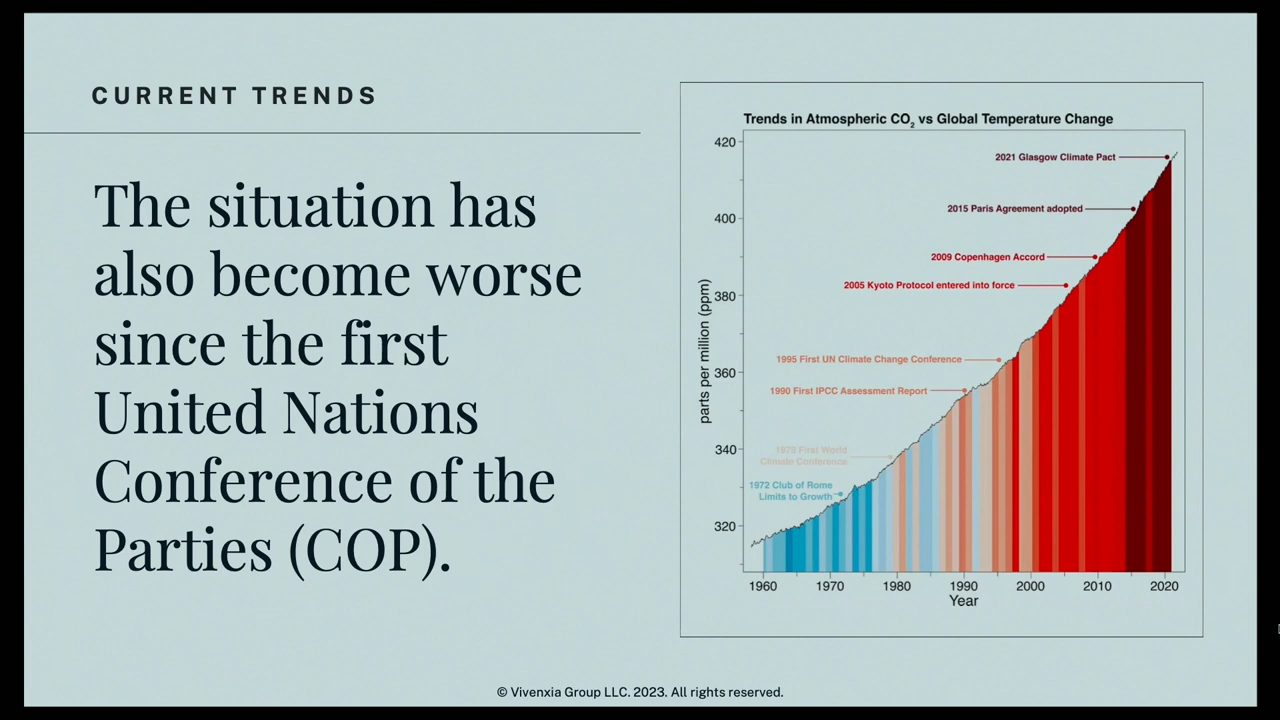 CURRENT TRENDS
The situation has
also become worse
since the first
United Nations
Conference of the
Parties (COP).
Trends in Atmospheric CO2 vs Global Temperature Change
parts per million (ppm)
420
400
380
360
340
320
2021 Glasgow Climate Pact
2015 Paris Agreement adopted
2009 Copenhagen Accord
2005 Kyoto Protocol entered into force
1995 First UN Climate Change Conference
1990 First IPCC Assessment Report
1979 First World
Climate Conference
1972 Club of Rome
Limits to Growth
1960 1970 1980 1990 2000 2010 2020
Year
© Vivenxia Group LLC. 2023. All rights reserved.